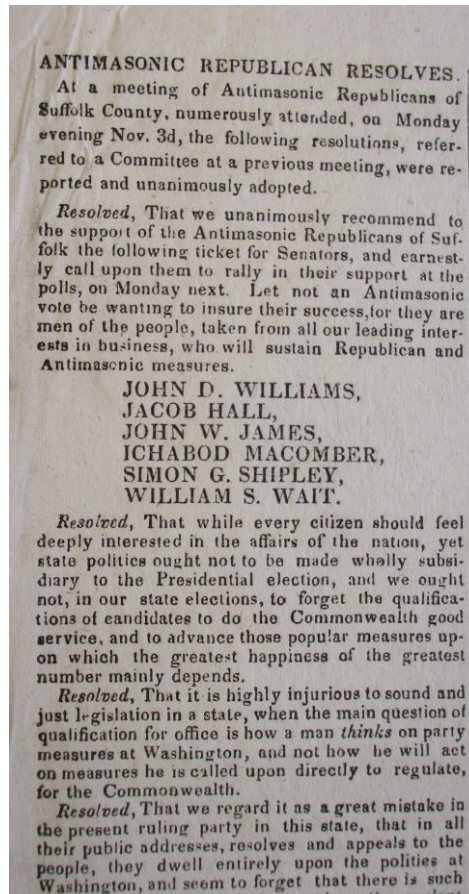 ANTIMASONIC REPUBLICAN RESOLVES.
At a meeting of Antimasonic Republicans of
Suffolk County, numerously attended, on Monday
evening Nov. 3d, the following resolutions, refer-
red to a Committee at a previous meeting, were re-
ported and unanimously adopted.
Resolved, That we unanimously recommend to
the support of the Antimasonic Republicans of Suf-
folk the following ticket for Senators, and earnest-
ly call upon them to rally in their support at the
polls, on Monday next. Let not an Antimasonic
vote be wanting to insure their success,for they are
men of the people, taken from all our leading inter-
ests in business, who will sustain Republican and
Antimasonic measures.
JOHN D. WILLIAMS,
JACOB HALL,
JOHN W. JAMES,
ICHABOD MACOMBER,
SIMON G. SHIPLEY,
WILLIAM S. WAIT.
Resolved, That while every citizen should feel
deeply interested in the affairs of the nation, yet
state politics ought not to be made wholly subsi-
diary to the Presidential election, and we ought
not, in our state elections, to forget the qualifica-
tions of candidates to do the Commonwealth good
service, and to advance those popular measures up-
on which the greatest happiness of the greatest
number mainly depends.
Resolved, That it is highly injurious to sound and
just legislation in a state, when the main question of
qualification for office is how a man thinks on party
measures at Washington, and not how he will act
on measures he is called upon directly to regulate,
for the Commonwealth.
Resolved, That we regard it as a great mistake in
the present ruling party in this state, that in all
their public addresses, resolves and appeals to the
people, they dwell entirely upon the polities at
Washington, and seem to forget that there is such